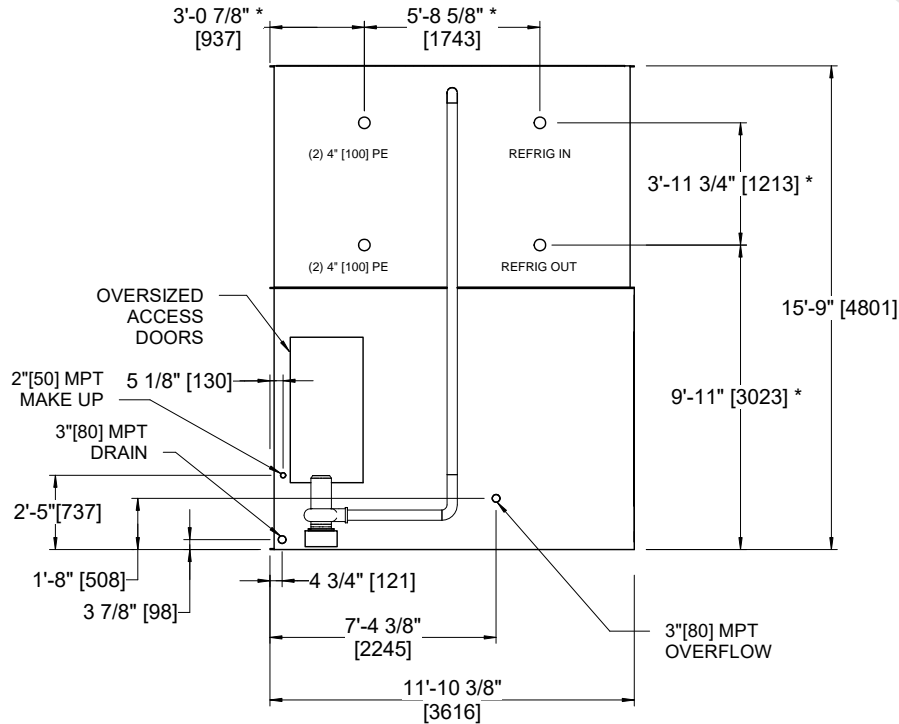 3'-0 7/8" *
[937]
5'-8 5/8" *
[1743]
(2) 4" [100] PE
REFRIG IN
3'-11 3/4" [1213] *
(2) 4" [100] PE
REFRIG OUT
OVERSIZED
ACCESS
DOORS
15'-9" [4801]
2"[50] MPT
MAKE UP
5 1/8" [130]
9'-11" [3023] *
3"[80] MPT
DRAIN
2'-5"[737]
1'-8" [508]
4 3/4" [121]
3 7/8" [98]
7'-4 3/8"
[2245]
3"[80] MPT
OVERFLOW
11'-10 3/8"
[3616]